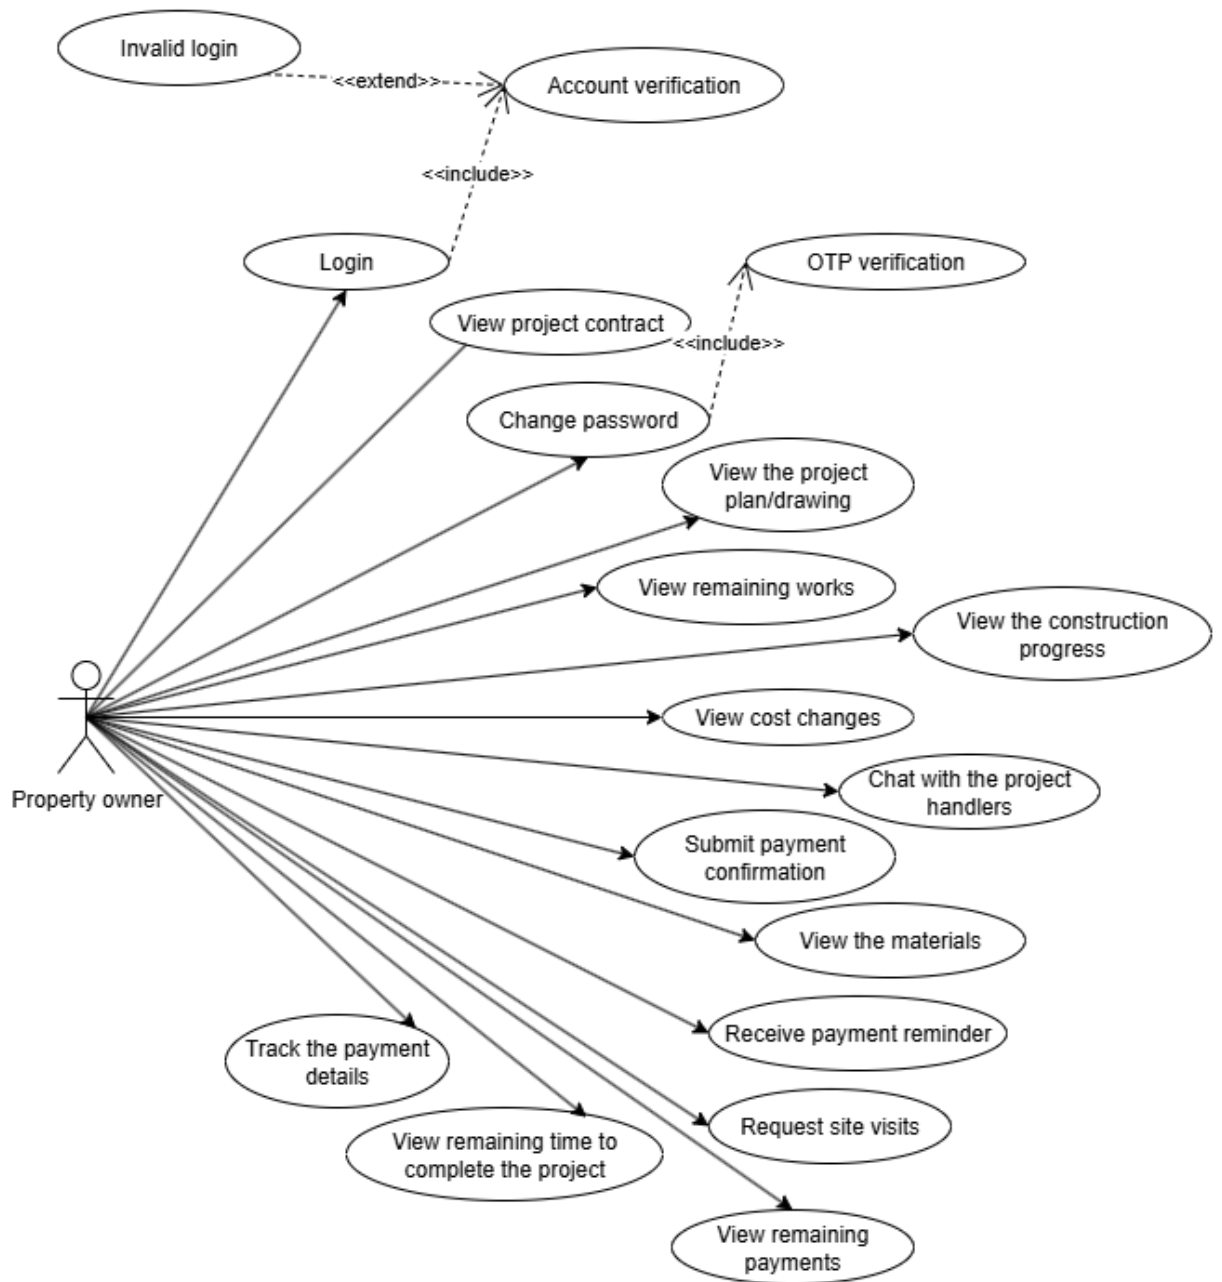 Invalid login
<<extend>>
Account verification
<<include>>
Login
OTP verification
View project contract
<<include>>
Change password
View the project
plan/drawing
View remaining works
View the construction
progress
View cost changes
Property owner
Chat with the project
handlers
Submit payment
confirmation
View the materials
Receive payment reminder
Track the payment
details
Request site visits
View remaining time to
complete the project
View remaining
payments